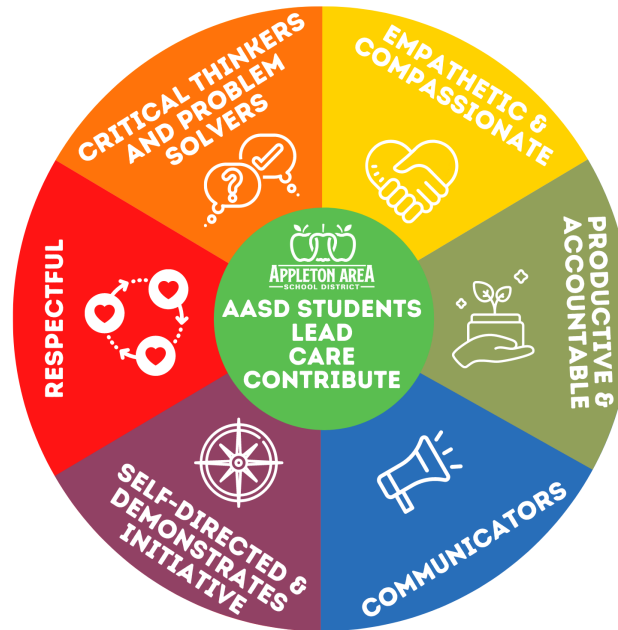 CRITICAL THINKERS
AND PROBLEM
SOLVERS
EMPATHETIC &
COMPASSIONATE
PRODUCTIVE &
ACCOUNTABLE
COMMUNICATORS
SELF-DIRECTED &
DEMONSTRATES
INITIATIVE
RESPECTFUL
?
APPLETON AREA
SCHOOL DISTRICT
AASD STUDENTS
LEAD
CARE
CONTRIBUTE